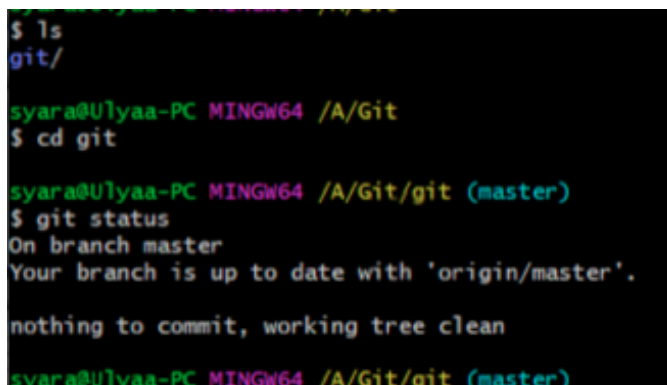 $ ls
git/
syara@Ulyaa-PC MINGW64 /A/Git
$ cd git
syara@Ulyaa-PC MINGW64 /A/Git/git (master)
$ git status
On branch master
Your branch is up to date with 'origin/master'.
nothing to commit, working tree clean
syara@Ulyaa-PC MINGW64 /A/Git/git (master)